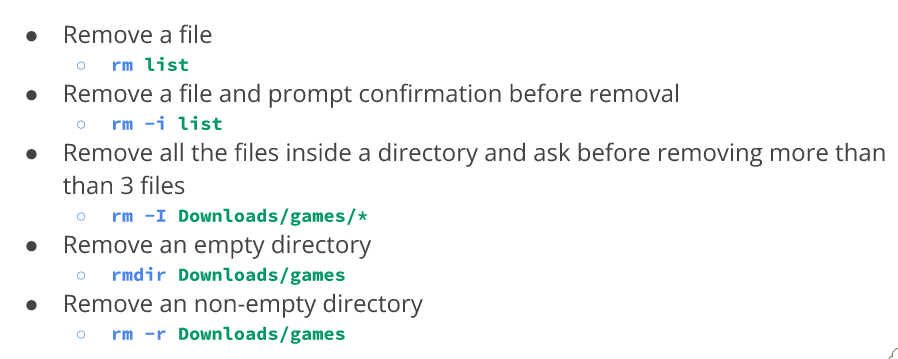 ● Remove a file
○ rm list
● Remove a file and prompt confirmation before removal
○ rm -i list
● Remove all the files inside a directory and ask before removing more than
than 3 files
○ rm -I Downloads/games/*
● Remove an empty directory
○ rmdir Downloads/games
● Remove an non-empty directory
○ rm -r Downloads/games